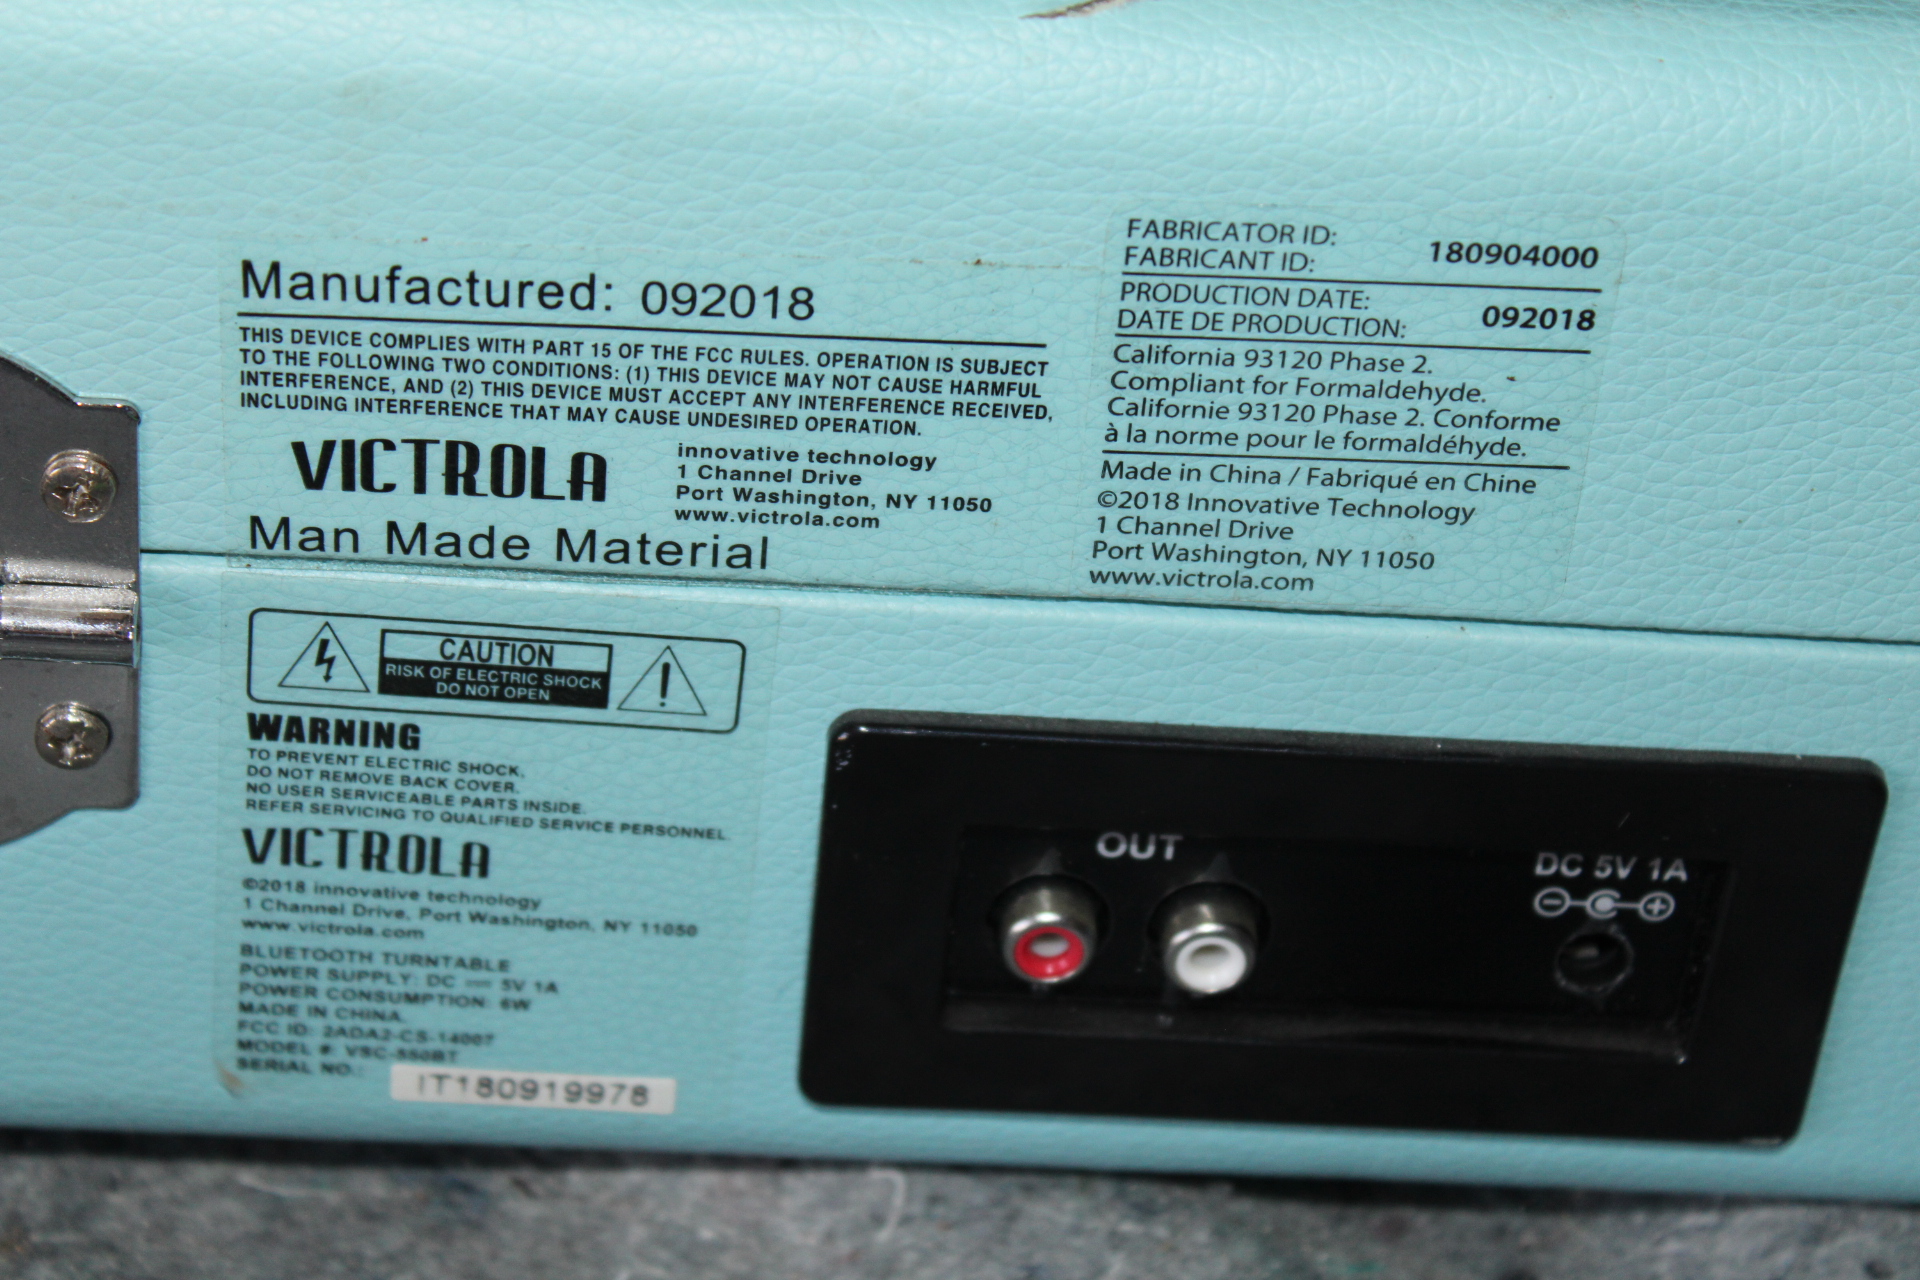 Manufactured: 092018
THIS DEVICE COMPLIES WITH PART 15 OF THE FCC RULES. OPERATION IS SUBJECT
TO THE FOLLOWING TWO CONDITIONS: (1) THIS DEVICE MAY NOT CAUSE HARMFUL
INTERFERENCE, AND (2) THIS DEVICE MUST ACCEPT ANY INTERFERENCE RECEIVED,
INCLUDING INTERFERENCE THAT MAY CAUSE UNDESIRED OPERATION.
VICTROLA
innovative technology
1 Channel Drive
Port Washington, NY 11050
www.victrola.com
Man Made Material
FABRICATOR ID:
FABRICANT ID:
180904000
PRODUCTION DATE:
DATE DE PRODUCTION:
092018
California 93120 Phase 2.
Compliant for Formaldehyde.
Californie 93120 Phase 2. Conforme
à la norme pour le formaldéhyde.
Made in China / Fabriqué en Chine
©2018 Innovative Technology
1 Channel Drive
Port Washington, NY 11050
www.victrola.com
CAUTION
RISK OF ELECTRIC SHOCK
DO NOT OPEN
WARNING
TO PREVENT ELECTRIC SHOCK,
DO NOT REMOVE BACK COVER.
NO USER SERVICEABLE PARTS INSIDE.
REFER SERVICING TO QUALIFIED SERVICE PERSONNEL.
VICTROLA
©2018 innovative technology
1 Channel Drive, Port Washington, NY 11050
www.victrola.com
BLUETOOTH TURNTABLE
POWER SUPPLY: DC ⎓ 5V 1A
POWER CONSUMPTION: 6W
MADE IN CHINA.
FCC ID: 2ADA2-CS-14007
MODEL #: VSC-550BT
SERIAL NO.:
IT180919978
OUT
DC 5V 1A